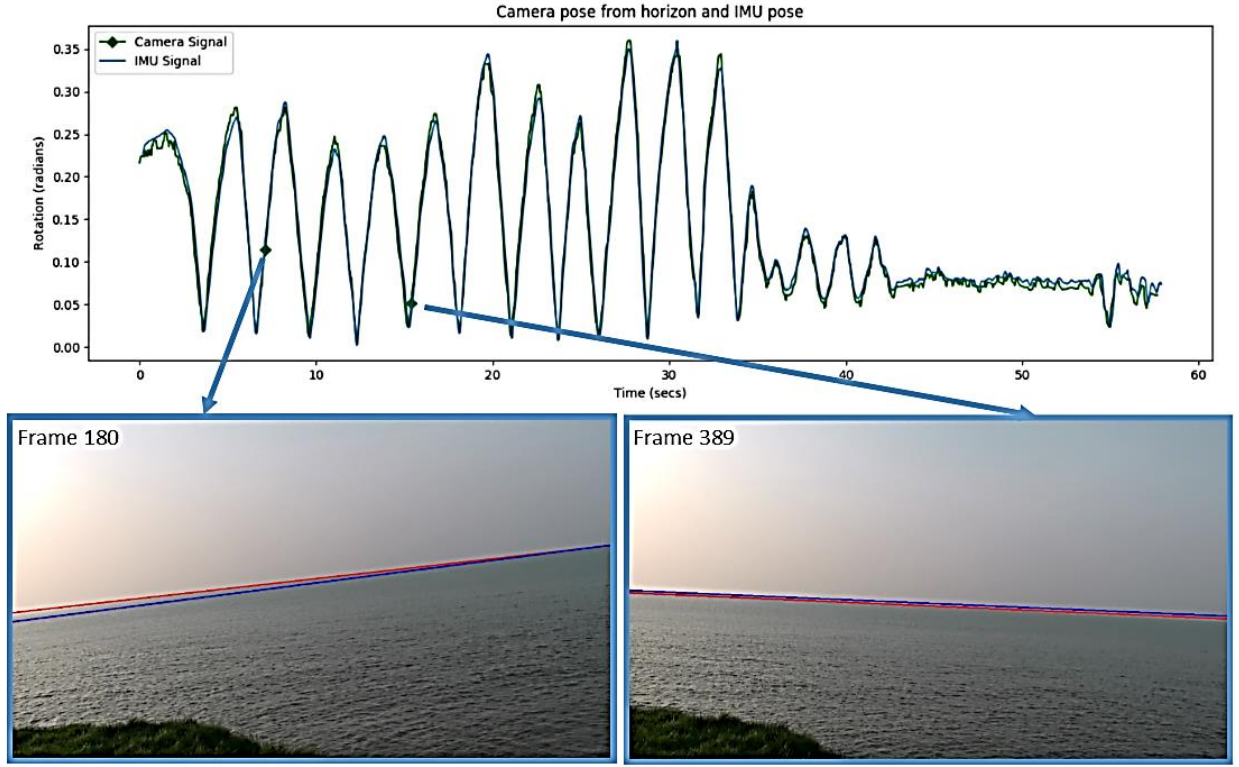 Camera pose from horizon and IMU pose
Camera Signal
IMU Signal
Rotation (radians)
0.35
0.30
0.25
0.20
0.15
0.10
0.05
0.00
0 10 20 30 40 50 60
Time (secs)
Frame 180
Frame 389